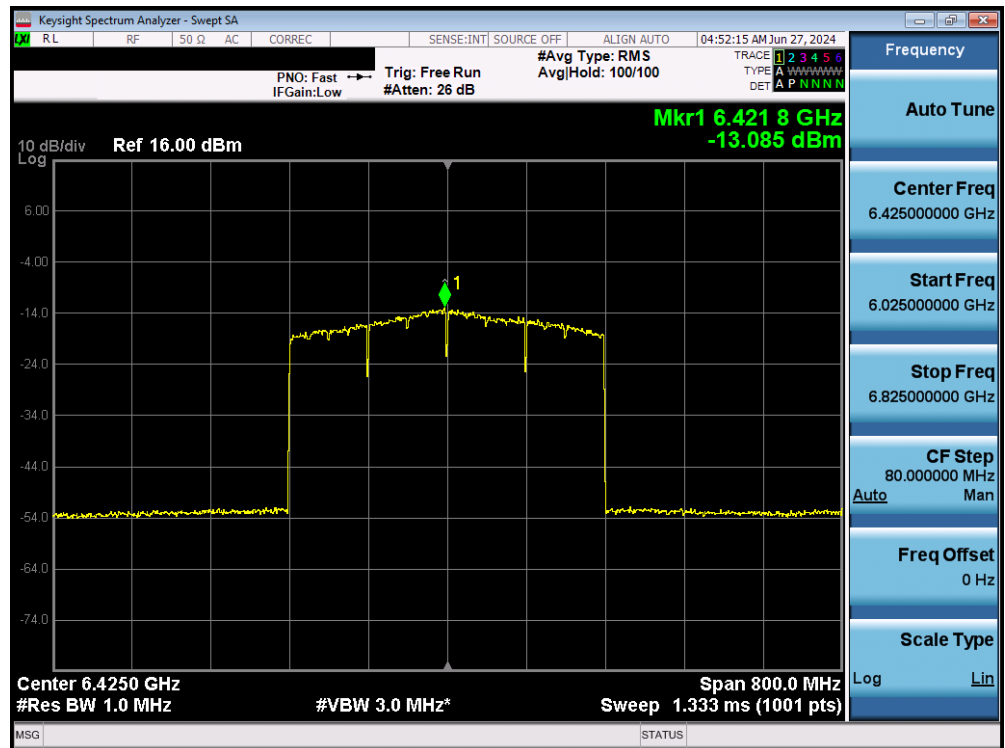 Keysight Spectrum Analyzer - Swept SA
LXI RL RF 50 Ω AC CORREC SENSE:INT SOURCE OFF ALIGN AUTO 04:52:15 AM Jun 27, 2024
#Avg Type: RMS TRACE 1 2 3 4 5 6
PNO: Fast Trig: Free Run Avg|Hold: 100/100 TYPE A WWWWW
IFGain:Low #Atten: 26 dB DET A P N N N N
Mkr1 6.421 8 GHz
-13.085 dBm
10 dB/div Ref 16.00 dBm
Log
6.00
-4.00
1
-14.0
-24.0
-34.0
-44.0
-54.0
-64.0
-74.0
Center 6.4250 GHz Span 800.0 MHz
#Res BW 1.0 MHz #VBW 3.0 MHz* Sweep 1.333 ms (1001 pts)
MSG STATUS
Frequency
Auto Tune
Center Freq
6.425000000 GHz
Start Freq
6.025000000 GHz
Stop Freq
6.825000000 GHz
CF Step
80.000000 MHz
Auto Man
Freq Offset
0 Hz
Scale Type
Log Lin